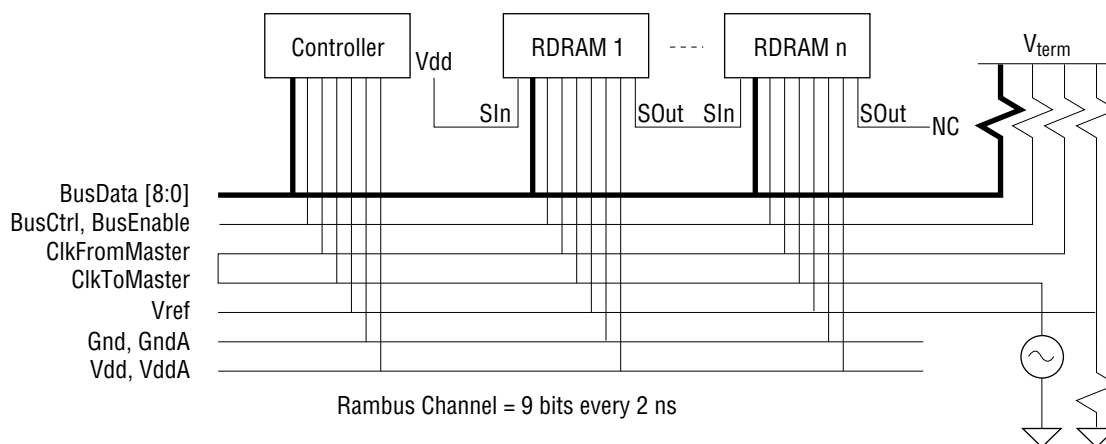 Controller
RDRAM 1
RDRAM n
Vterm
Vdd
SIn
SOut
SIn
SOut
NC
BusData [8:0]
BusCtrl, BusEnable
ClkFromMaster
ClkToMaster
Vref
Gnd, GndA
Vdd, VddA
Rambus Channel = 9 bits every 2 ns